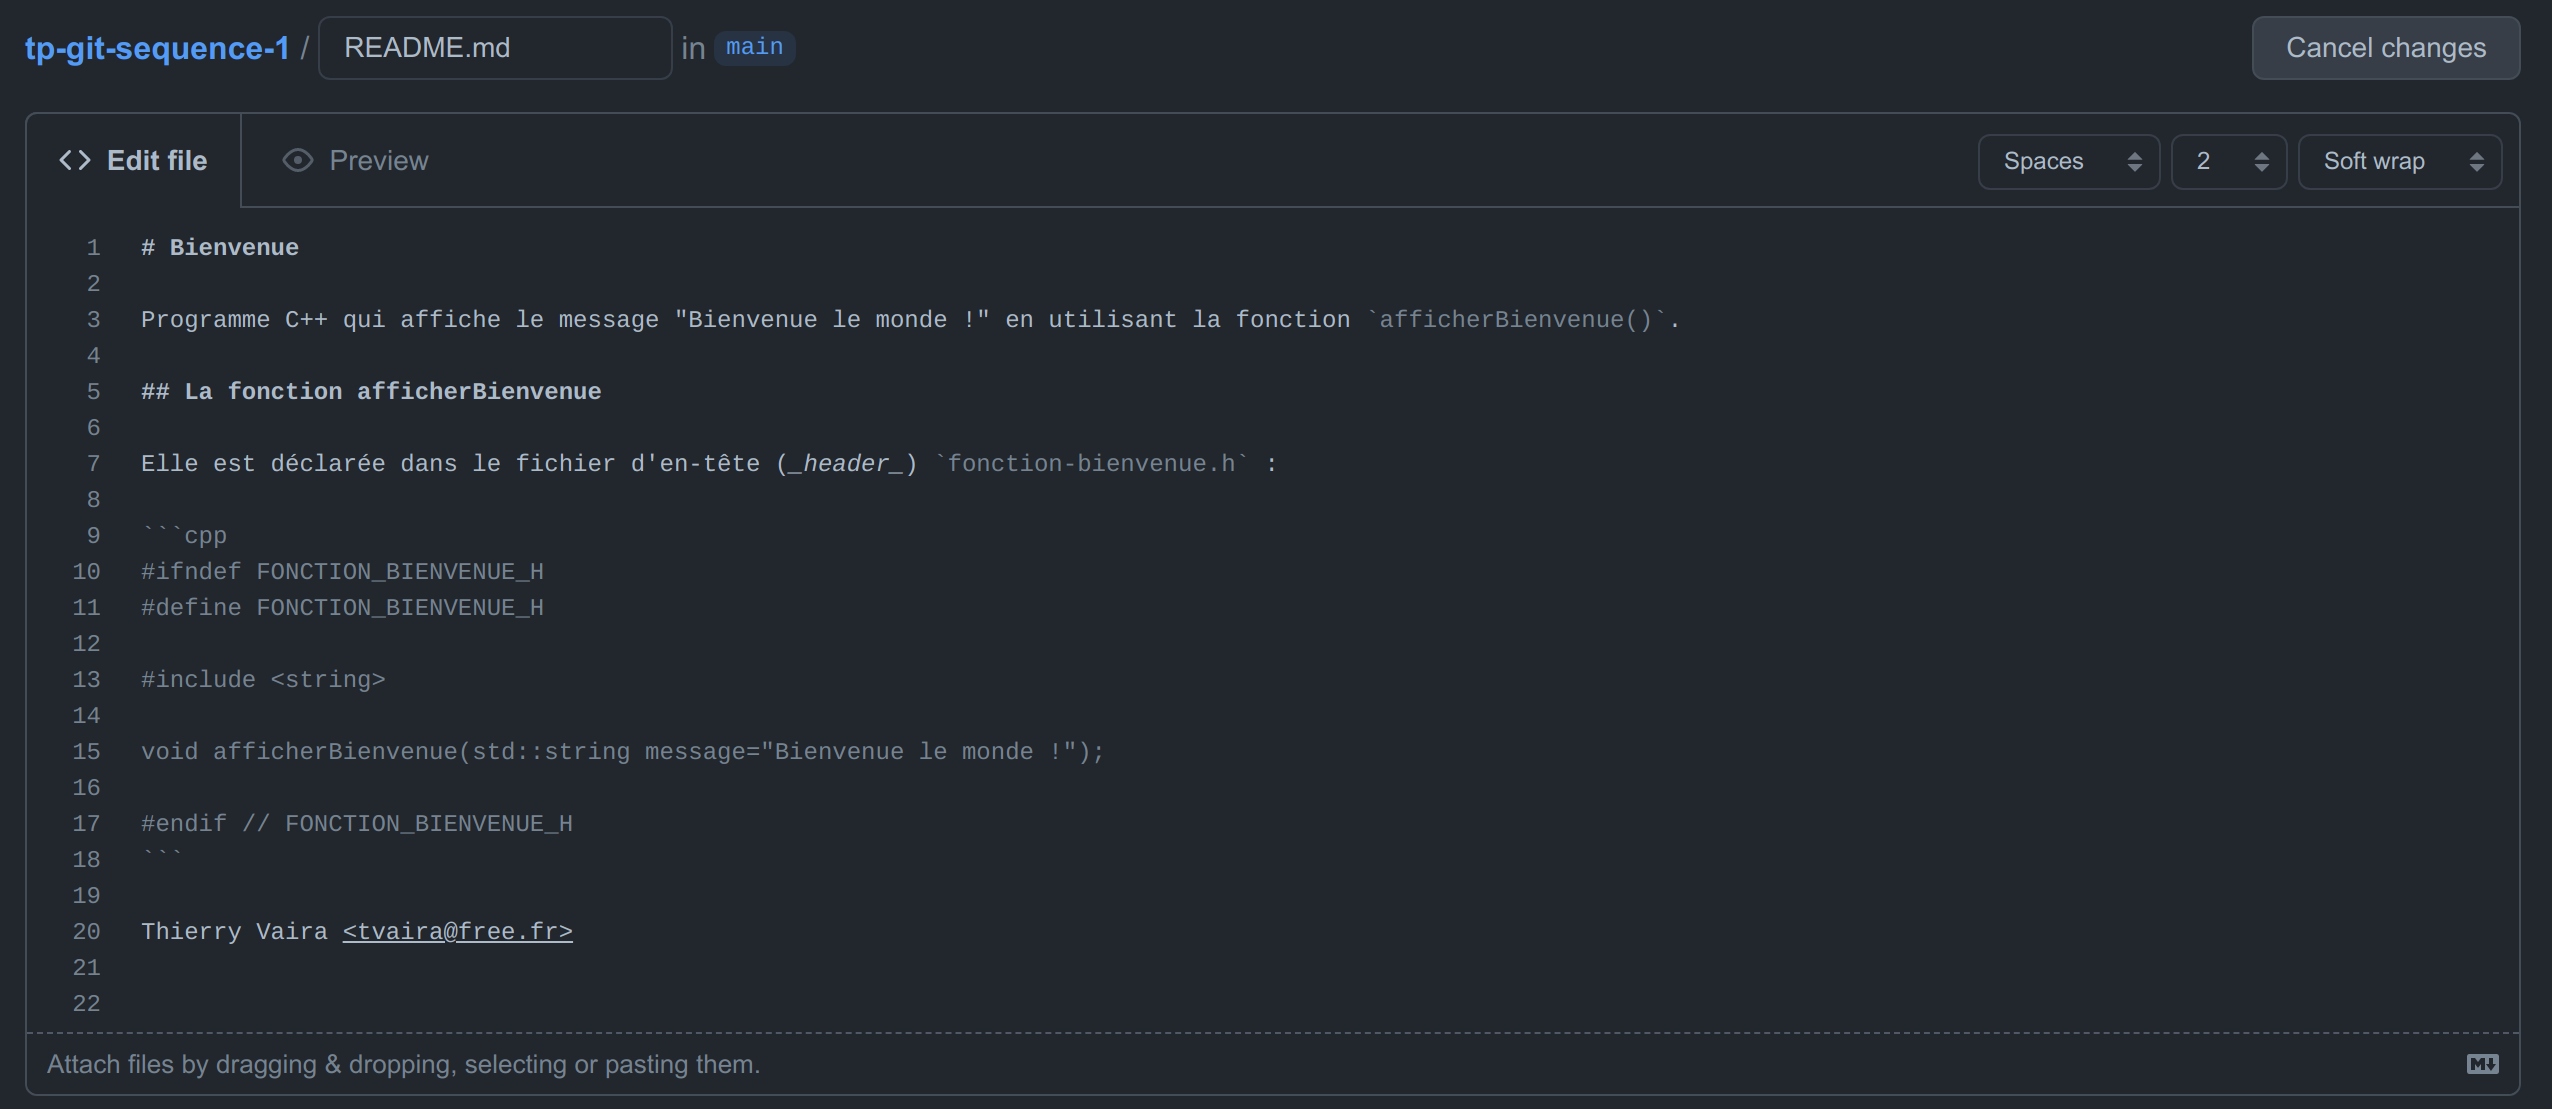 tp-git-sequence-1 / README.md in main Cancel changes
Edit file Preview Spaces 2 Soft wrap
1 # Bienvenue
2
3 Programme C++ qui affiche le message "Bienvenue le monde !" en utilisant la fonction `afficherBienvenue()`.
4
5 ## La fonction afficherBienvenue
6
7 Elle est déclarée dans le fichier d'en-tête (_header_) `fonction-bienvenue.h` :
8
9 ```cpp
10 #ifndef FONCTION_BIENVENUE_H
11 #define FONCTION_BIENVENUE_H
12
13 #include <string>
14
15 void afficherBienvenue(std::string message="Bienvenue le monde !");
16
17 #endif // FONCTION_BIENVENUE_H
18 ```
19
20 Thierry Vaira <tvaira@free.fr>
21
22
Attach files by dragging & dropping, selecting or pasting them.